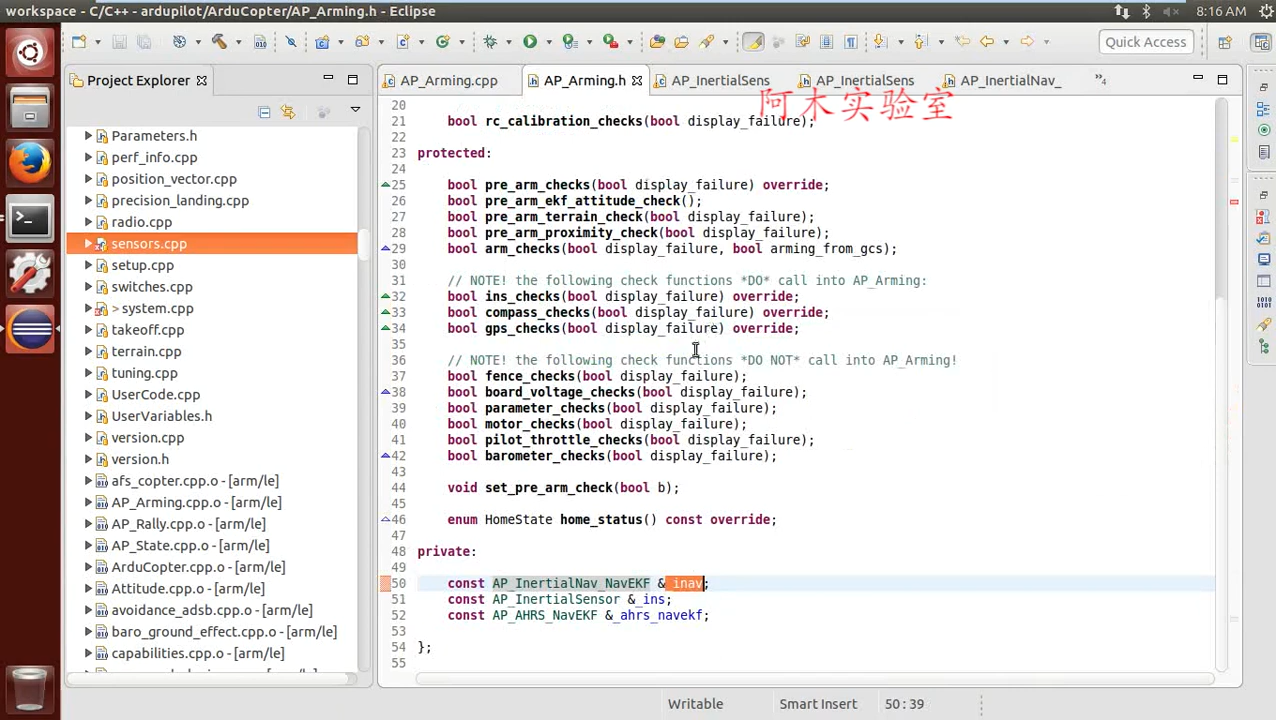 workspace - C/C++ - ardupilot/ArduCopter/AP_Arming.h - Eclipse
8:16 AM
Quick Access
Project Explorer
AP_Arming.cpp
AP_Arming.h
AP_InertialSens
AP_InertialSens
AP_InertialNav_
阿木实验室
Parameters.h
perf_info.cpp
position_vector.cpp
precision_landing.cpp
radio.cpp
sensors.cpp
setup.cpp
switches.cpp
> system.cpp
takeoff.cpp
terrain.cpp
tuning.cpp
UserCode.cpp
UserVariables.h
version.cpp
version.h
afs_copter.cpp.o - [arm/le]
AP_Arming.cpp.o - [arm/le]
AP_Rally.cpp.o - [arm/le]
AP_State.cpp.o - [arm/le]
ArduCopter.cpp.o - [arm/le]
Attitude.cpp.o - [arm/le]
avoidance_adsb.cpp.o - [arm/le]
baro_ground_effect.cpp.o - [arm/le]
capabilities.cpp.o - [arm/le]
20
21 bool rc_calibration_checks(bool display_failure);
22
23 protected:
24
25 bool pre_arm_checks(bool display_failure) override;
26 bool pre_arm_ekf_attitude_check();
27 bool pre_arm_terrain_check(bool display_failure);
28 bool pre_arm_proximity_check(bool display_failure);
29 bool arm_checks(bool display_failure, bool arming_from_gcs);
30
31 // NOTE! the following check functions *DO* call into AP_Arming:
32 bool ins_checks(bool display_failure) override;
33 bool compass_checks(bool display_failure) override;
34 bool gps_checks(bool display_failure) override;
35
36 // NOTE! the following check functions *DO NOT* call into AP_Arming!
37 bool fence_checks(bool display_failure);
38 bool board_voltage_checks(bool display_failure);
39 bool parameter_checks(bool display_failure);
40 bool motor_checks(bool display_failure);
41 bool pilot_throttle_checks(bool display_failure);
42 bool barometer_checks(bool display_failure);
43
44 void set_pre_arm_check(bool b);
45
46 enum HomeState home_status() const override;
47
48 private:
49
50 const AP_InertialNav_NavEKF &_inav;
51 const AP_InertialSensor &_ins;
52 const AP_AHRS_NavEKF &_ahrs_navekf;
53
54 };
55
Writable
Smart Insert
50 : 39